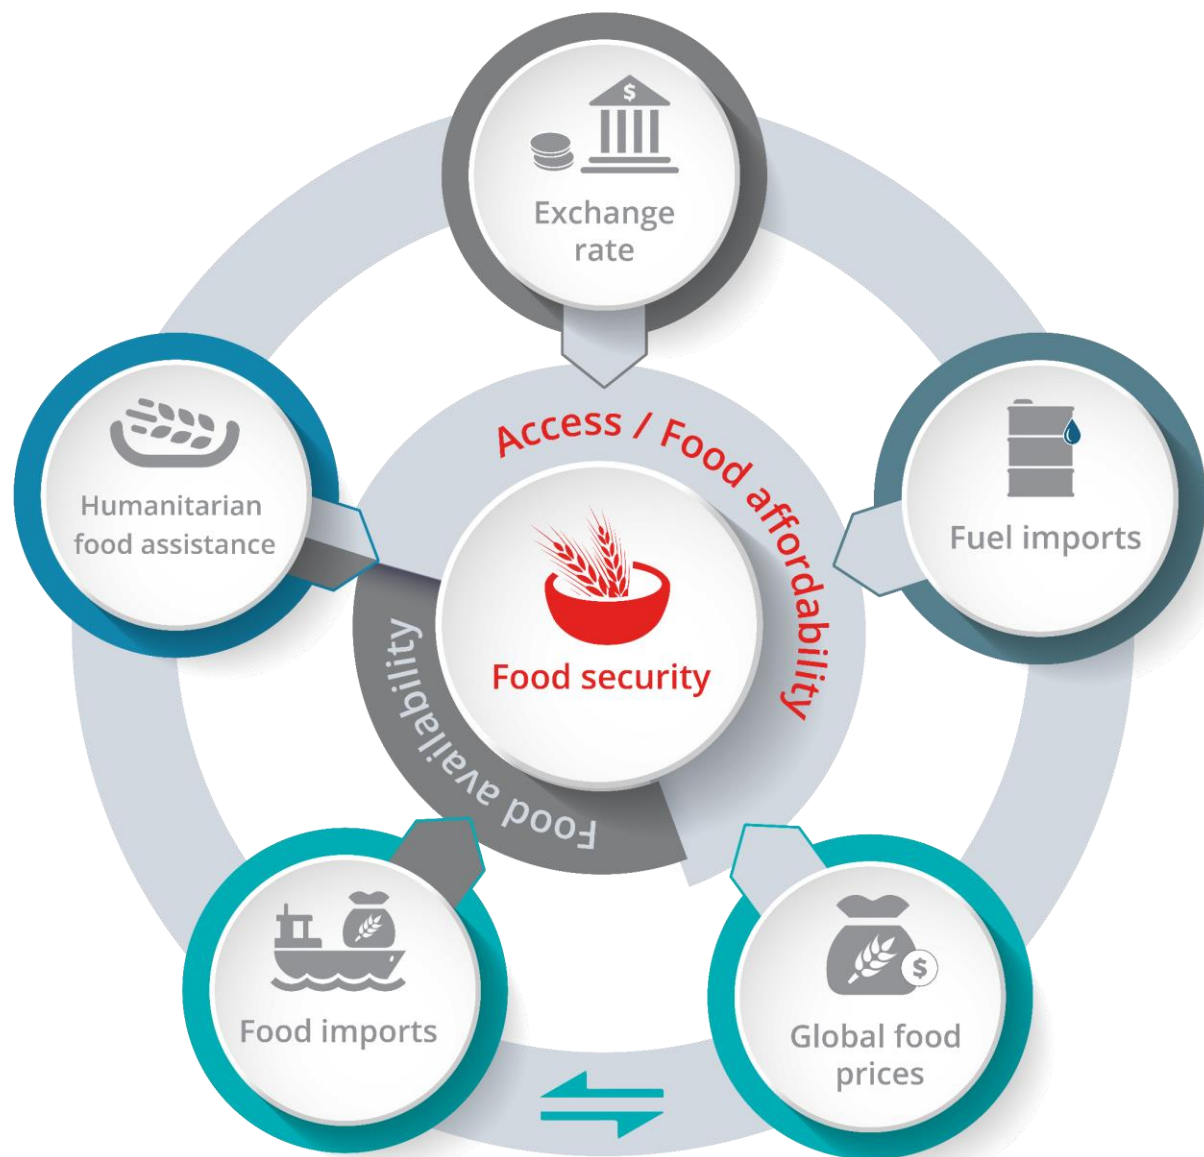 $
Exchange
rate
Humanitarian
food assistance
Fuel imports
Access / Food affordability
Food security
Food availability
Food imports
$
Global food
prices